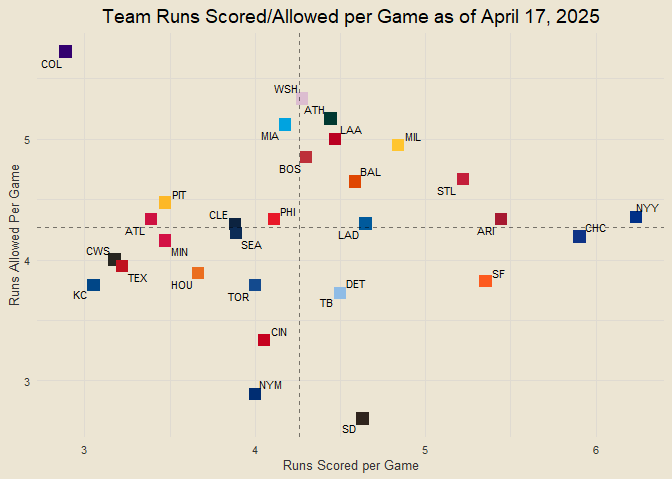 Team Runs Scored/Allowed per Game as of April 17, 2025
COL
WSH
ATH
MIA
LAA
MIL
BOS
BAL
STL
PIT
ATL
CLE
PHI
SEA
LAD
ARI
NYY
CHC
CWS
MIN
TEX
KC
HOU
TOR
DET
TB
SF
CIN
NYM
SD
5
4
3
Runs Allowed Per Game
3
4
5
6
Runs Scored per Game